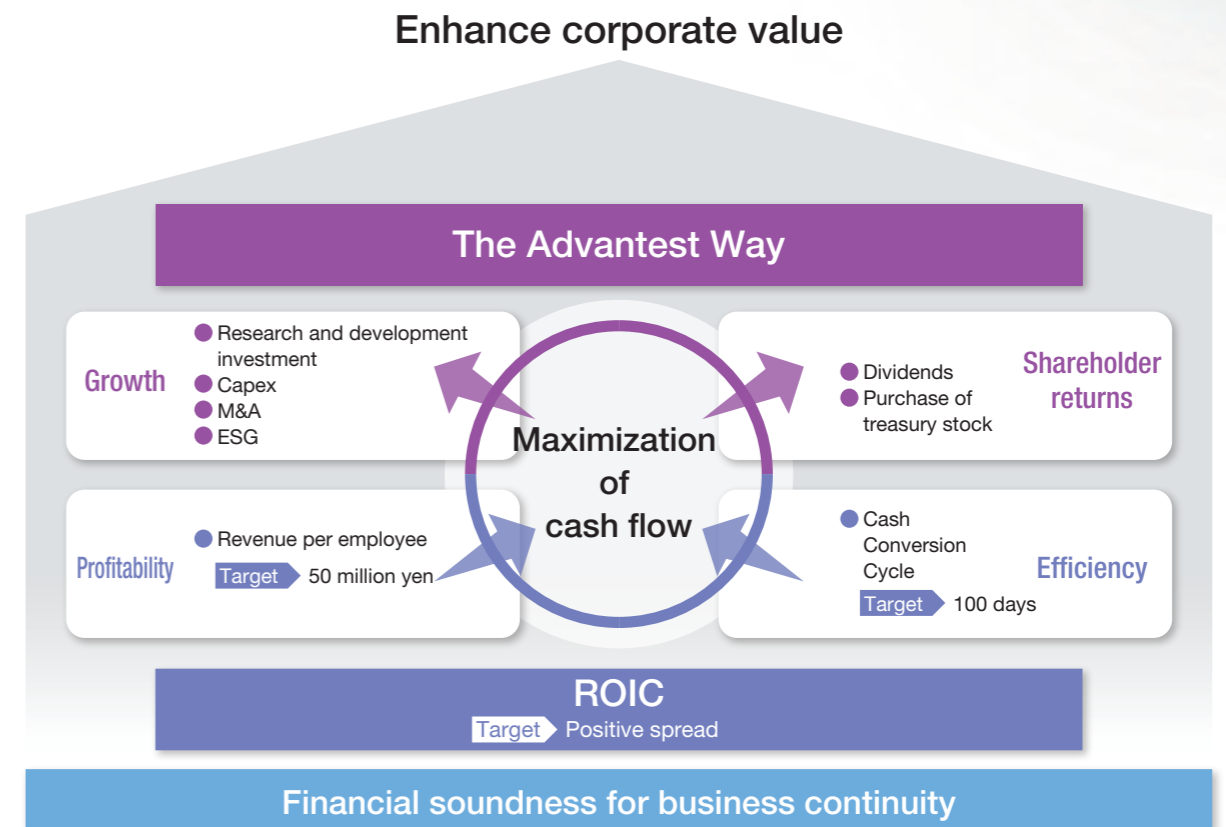 Enhance corporate value
The Advantest Way
Growth
● Research and development
investment
● Capex
● M&A
● ESG
● Dividends
● Purchase of
treasury stock
Shareholder
returns
Maximization
of
cash flow
Profitability
● Revenue per employee
Target 50 million yen
● Cash
Conversion
Cycle
Target 100 days
Efficiency
ROIC
Target Positive spread
Financial soundness for business continuity